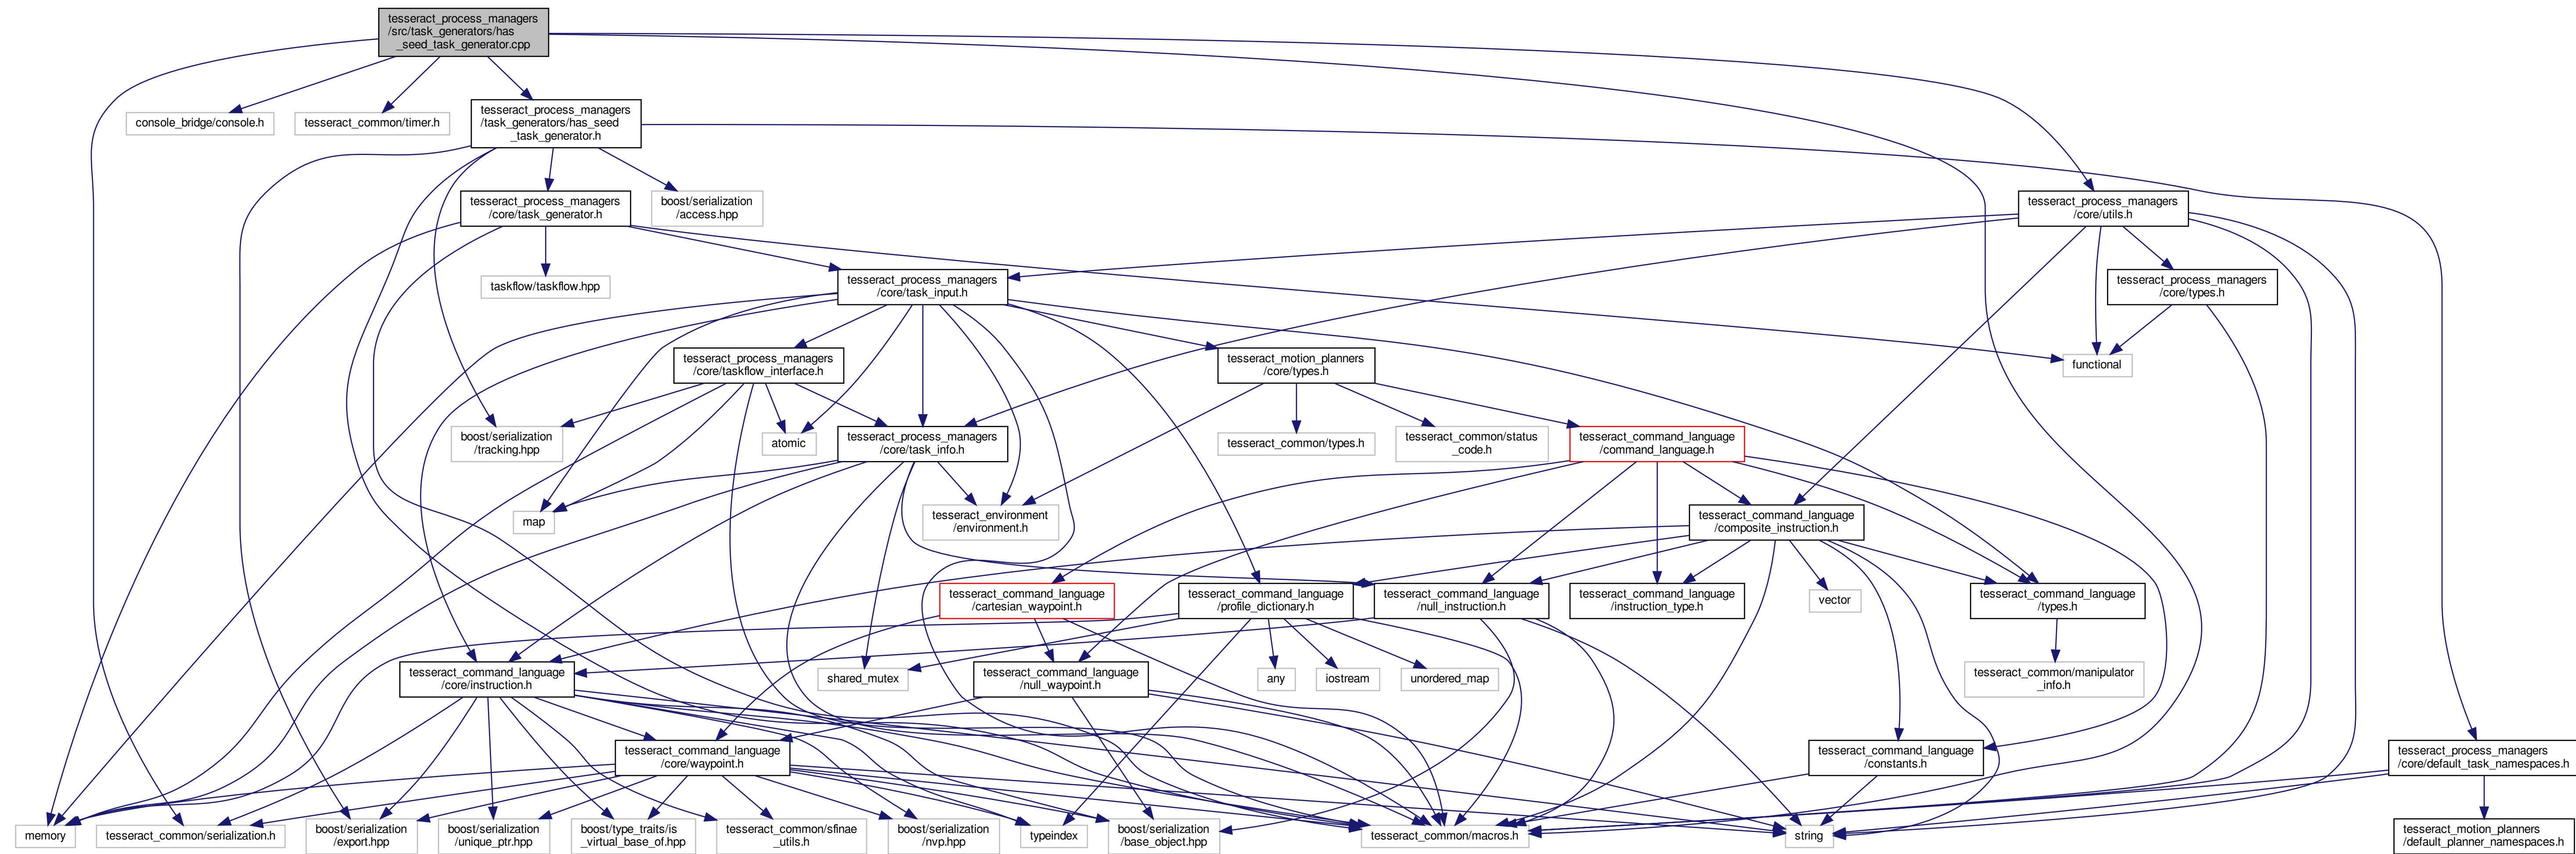 tesseract_process_managers
/src/task_generators/has
_seed_task_generator.cpp
console_bridge/console.h
tesseract_common/timer.h
tesseract_process_managers
/task_generators/has_seed
_task_generator.h
tesseract_process_managers
/core/task_generator.h
boost/serialization
/access.hpp
tesseract_process_managers
/core/utils.h
taskflow/taskflow.hpp
tesseract_process_managers
/core/task_input.h
tesseract_process_managers
/core/types.h
tesseract_process_managers
/core/taskflow_interface.h
tesseract_motion_planners
/core/types.h
functional
boost/serialization
/tracking.hpp
atomic
tesseract_process_managers
/core/task_info.h
tesseract_common/types.h
tesseract_common/status
_code.h
tesseract_command_language
/command_language.h
map
tesseract_environment
/environment.h
tesseract_command_language
/composite_instruction.h
tesseract_command_language
/cartesian_waypoint.h
tesseract_command_language
/profile_dictionary.h
tesseract_command_language
/null_instruction.h
tesseract_command_language
/instruction_type.h
vector
tesseract_command_language
/types.h
tesseract_command_language
/core/instruction.h
shared_mutex
tesseract_command_language
/null_waypoint.h
any
iostream
unordered_map
tesseract_common/manipulator
_info.h
tesseract_command_language
/core/waypoint.h
tesseract_command_language
/constants.h
tesseract_process_managers
/core/default_task_namespaces.h
memory
tesseract_common/serialization.h
boost/serialization
/export.hpp
boost/serialization
/unique_ptr.hpp
boost/type_traits/is
_virtual_base_of.hpp
tesseract_common/sfinae
_utils.h
boost/serialization
/nvp.hpp
typeindex
boost/serialization
/base_object.hpp
tesseract_common/macros.h
string
tesseract_motion_planners
/default_planner_namespaces.h